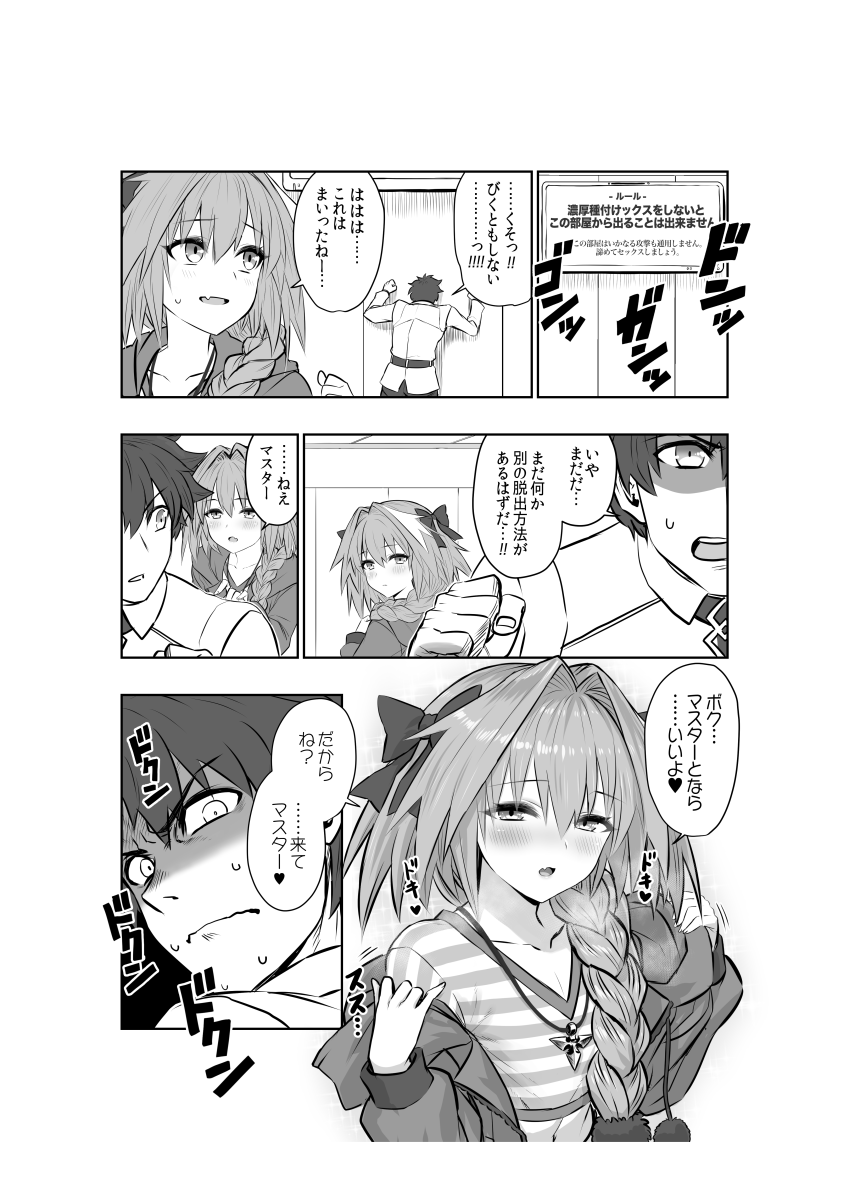 - ルール -
濃厚種付けックスをしないと
この部屋から出ることは出来ません
この部屋はいかなる攻撃も通用しません。
諦めてセックスしましょう。
ドンッ
ガンッ
ゴンッ
……くそっ!!
びくともしない
……っ!!!!
ははは…
これは
まいったね…
いや
まだだ…
まだ何か
別の脱出方法が
あるはずだ…!!
……ねえ
マスター
ボク…
マスターとなら
……いいよ♥
ドキ♥
ドキ♥
スス…
だから
ね?
……来て
マスター♥
ドクン
ドクン
ドクン